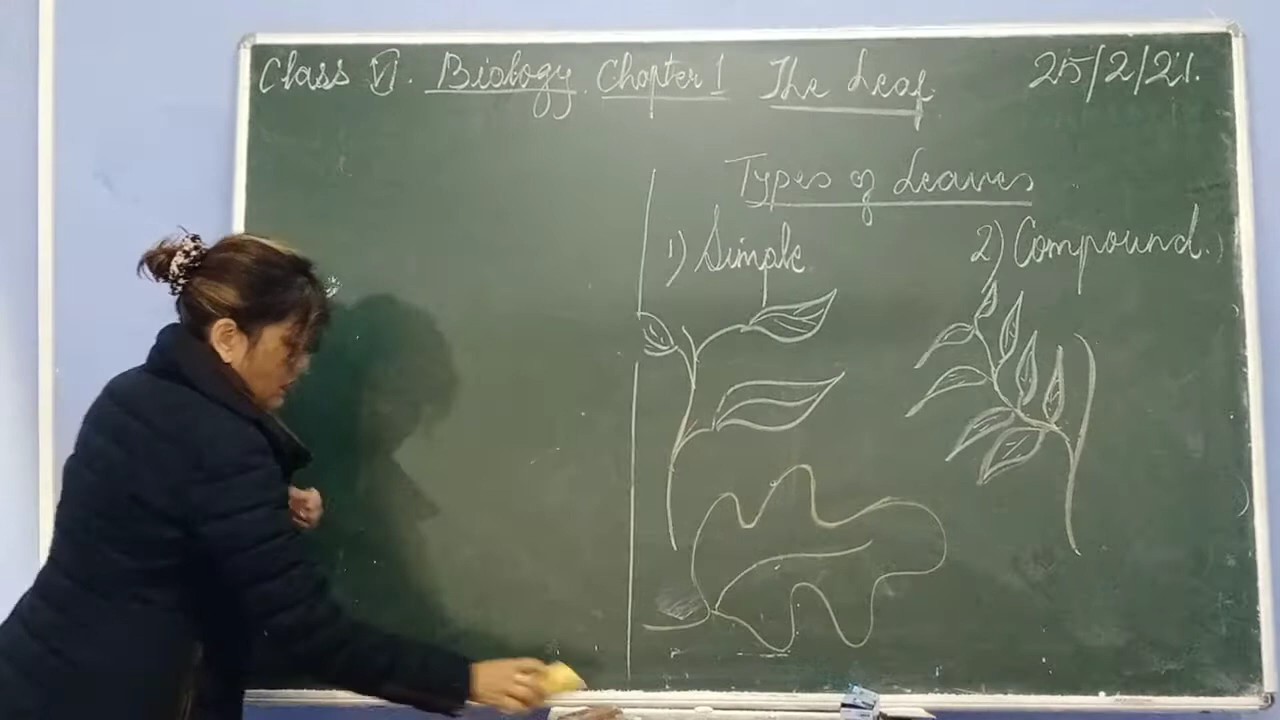 Class VI. Biology Chapter 1 The Leaf 25/2/21.
Types of Leaves
1) Simple 2) Compound.